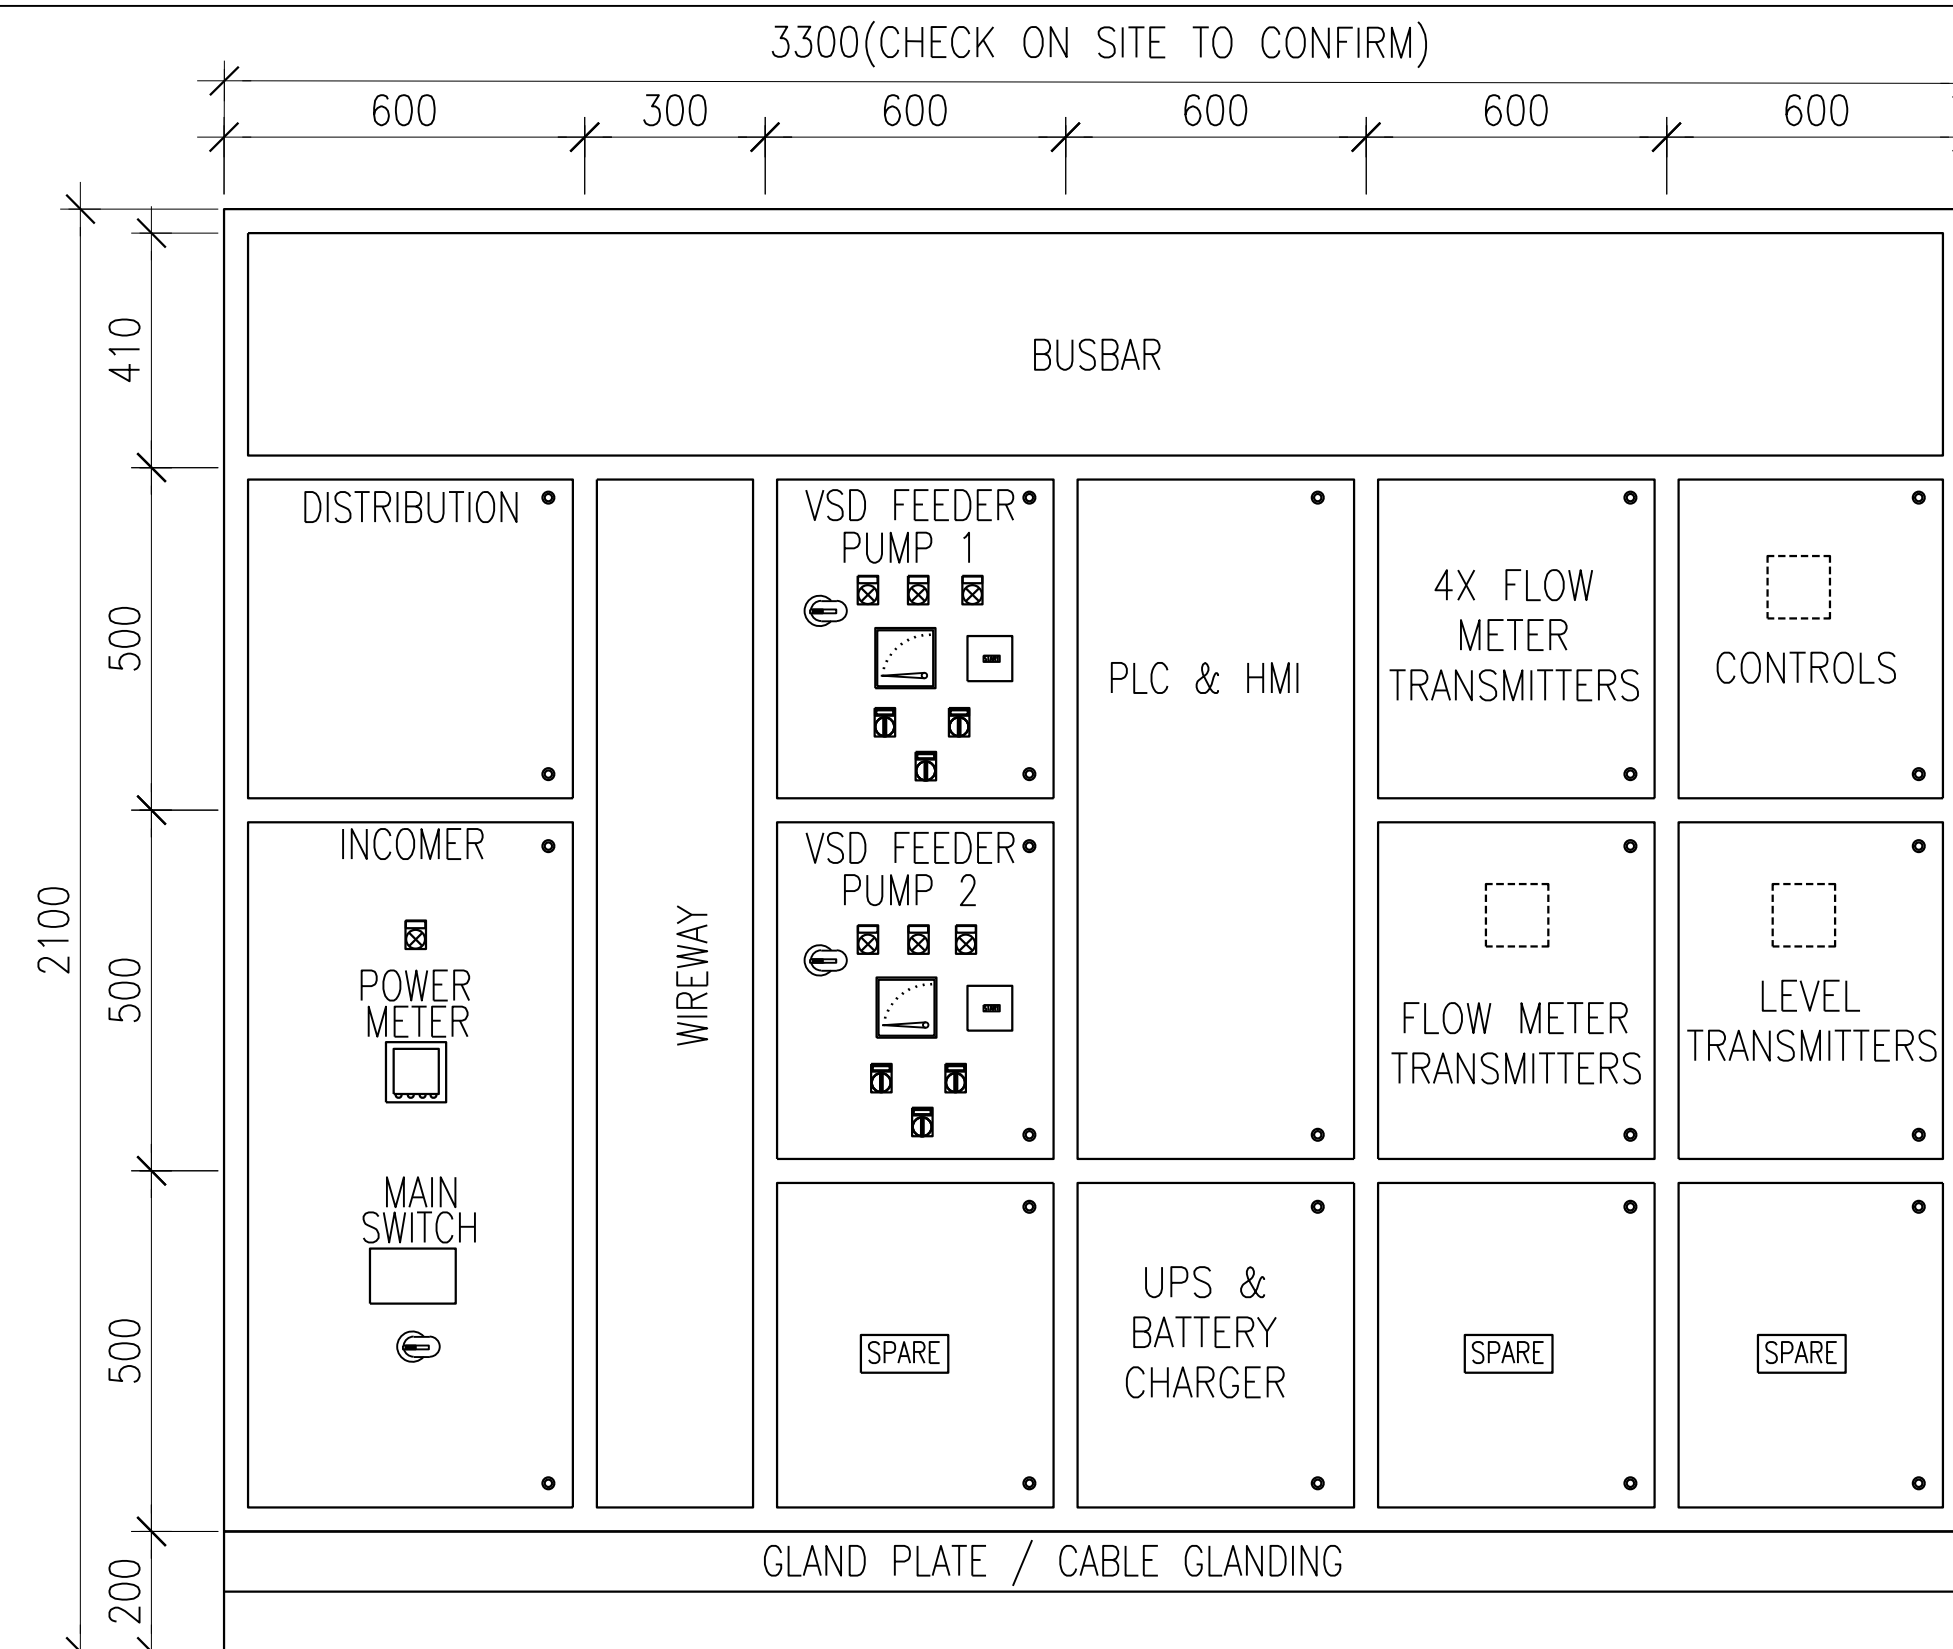 3300(CHECK ON SITE TO CONFIRM)
600
300
600
600
600
600
410
500
500
500
200
2100
BUSBAR
DISTRIBUTION
INCOMER
POWER
METER
MAIN
SWITCH
WIREWAY
VSD FEEDER
PUMP 1
VSD FEEDER
PUMP 2
SPARE
PLC & HMI
UPS &
BATTERY
CHARGER
4X FLOW
METER
TRANSMITTERS
FLOW METER
TRANSMITTERS
SPARE
CONTROLS
LEVEL
TRANSMITTERS
SPARE
GLAND PLATE / CABLE GLANDING